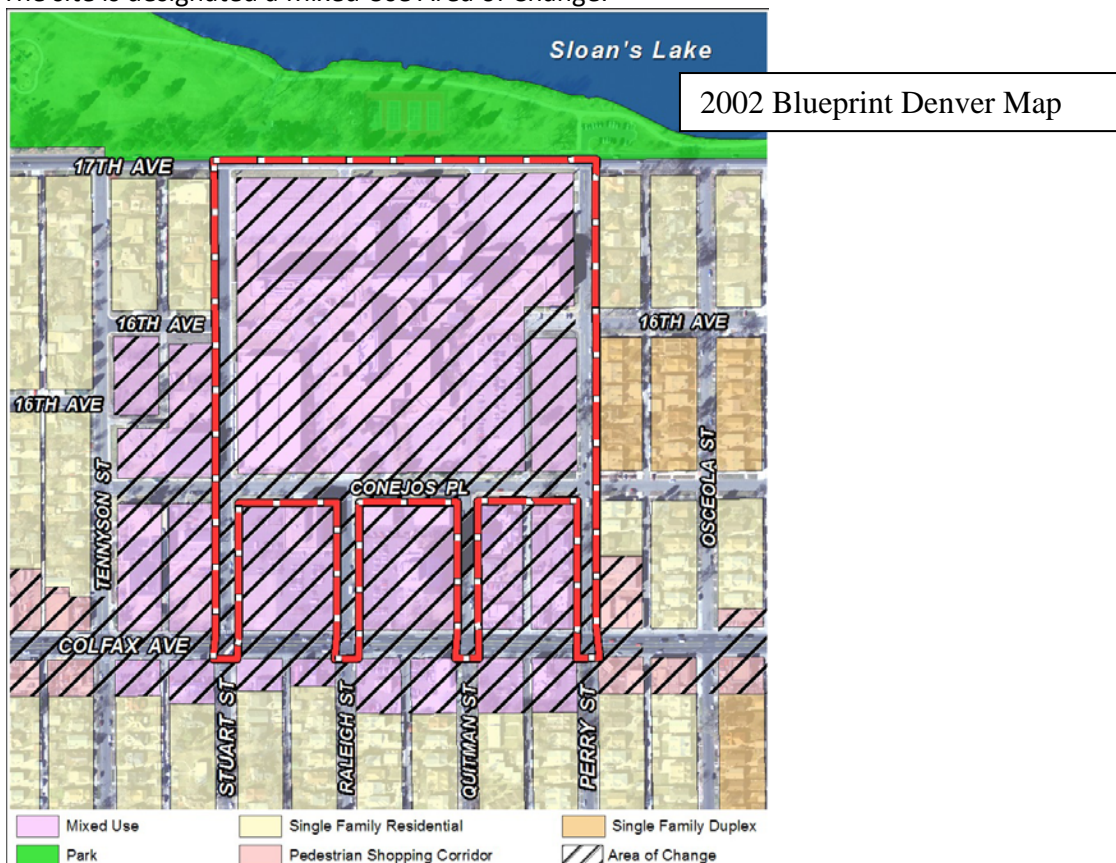 The site is designated a Mixed Use Area of Change.
Sloan's Lake
2002 Blueprint Denver Map
17TH AVE
16TH AVE
16TH AVE
16TH AVE
TENNYSON ST
CONEJOS PL
OSCEOLA ST
COLFAX AVE
STUART ST
RALEIGH ST
QUITMAN ST
PERRY ST
Mixed Use
Single Family Residential
Single Family Duplex
Park
Pedestrian Shopping Corridor
Area of Change